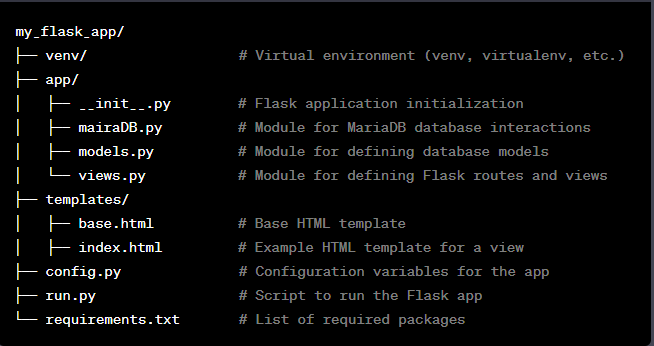 my_flask_app/
├── venv/                  # Virtual environment (venv, virtualenv, etc.)
├── app/
│   ├── __init__.py        # Flask application initialization
│   ├── mairaDB.py         # Module for MariaDB database interactions
│   ├── models.py          # Module for defining database models
│   └── views.py           # Module for defining Flask routes and views
├── templates/
│   ├── base.html          # Base HTML template
│   ├── index.html         # Example HTML template for a view
├── config.py              # Configuration variables for the app
├── run.py                 # Script to run the Flask app
└── requirements.txt       # List of required packages